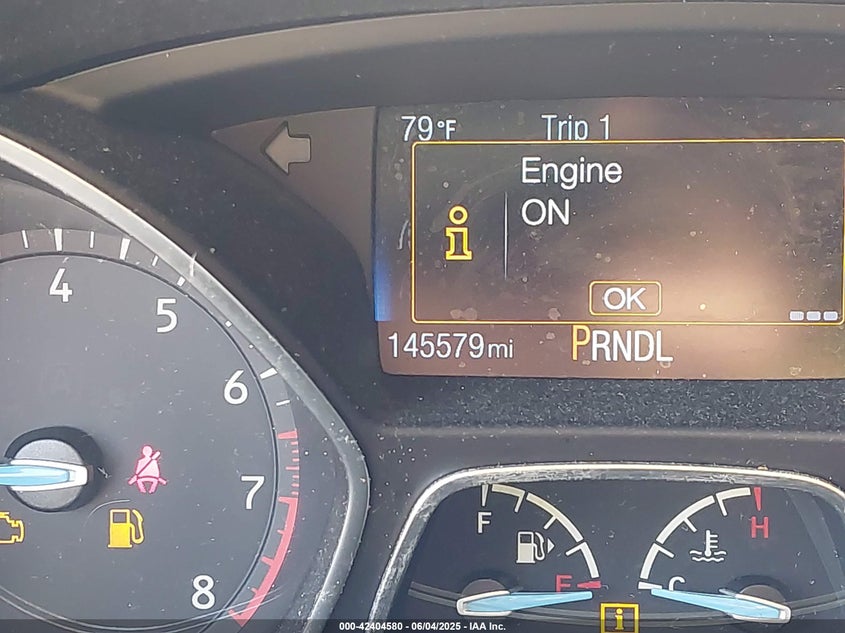 79°F Trip 1
Engine
ON
i
OK
145579mi PRNDL
4
5
6
7
8
F
E
C
H
i
000-42404580 - 06/04/2025 - IAA Inc.